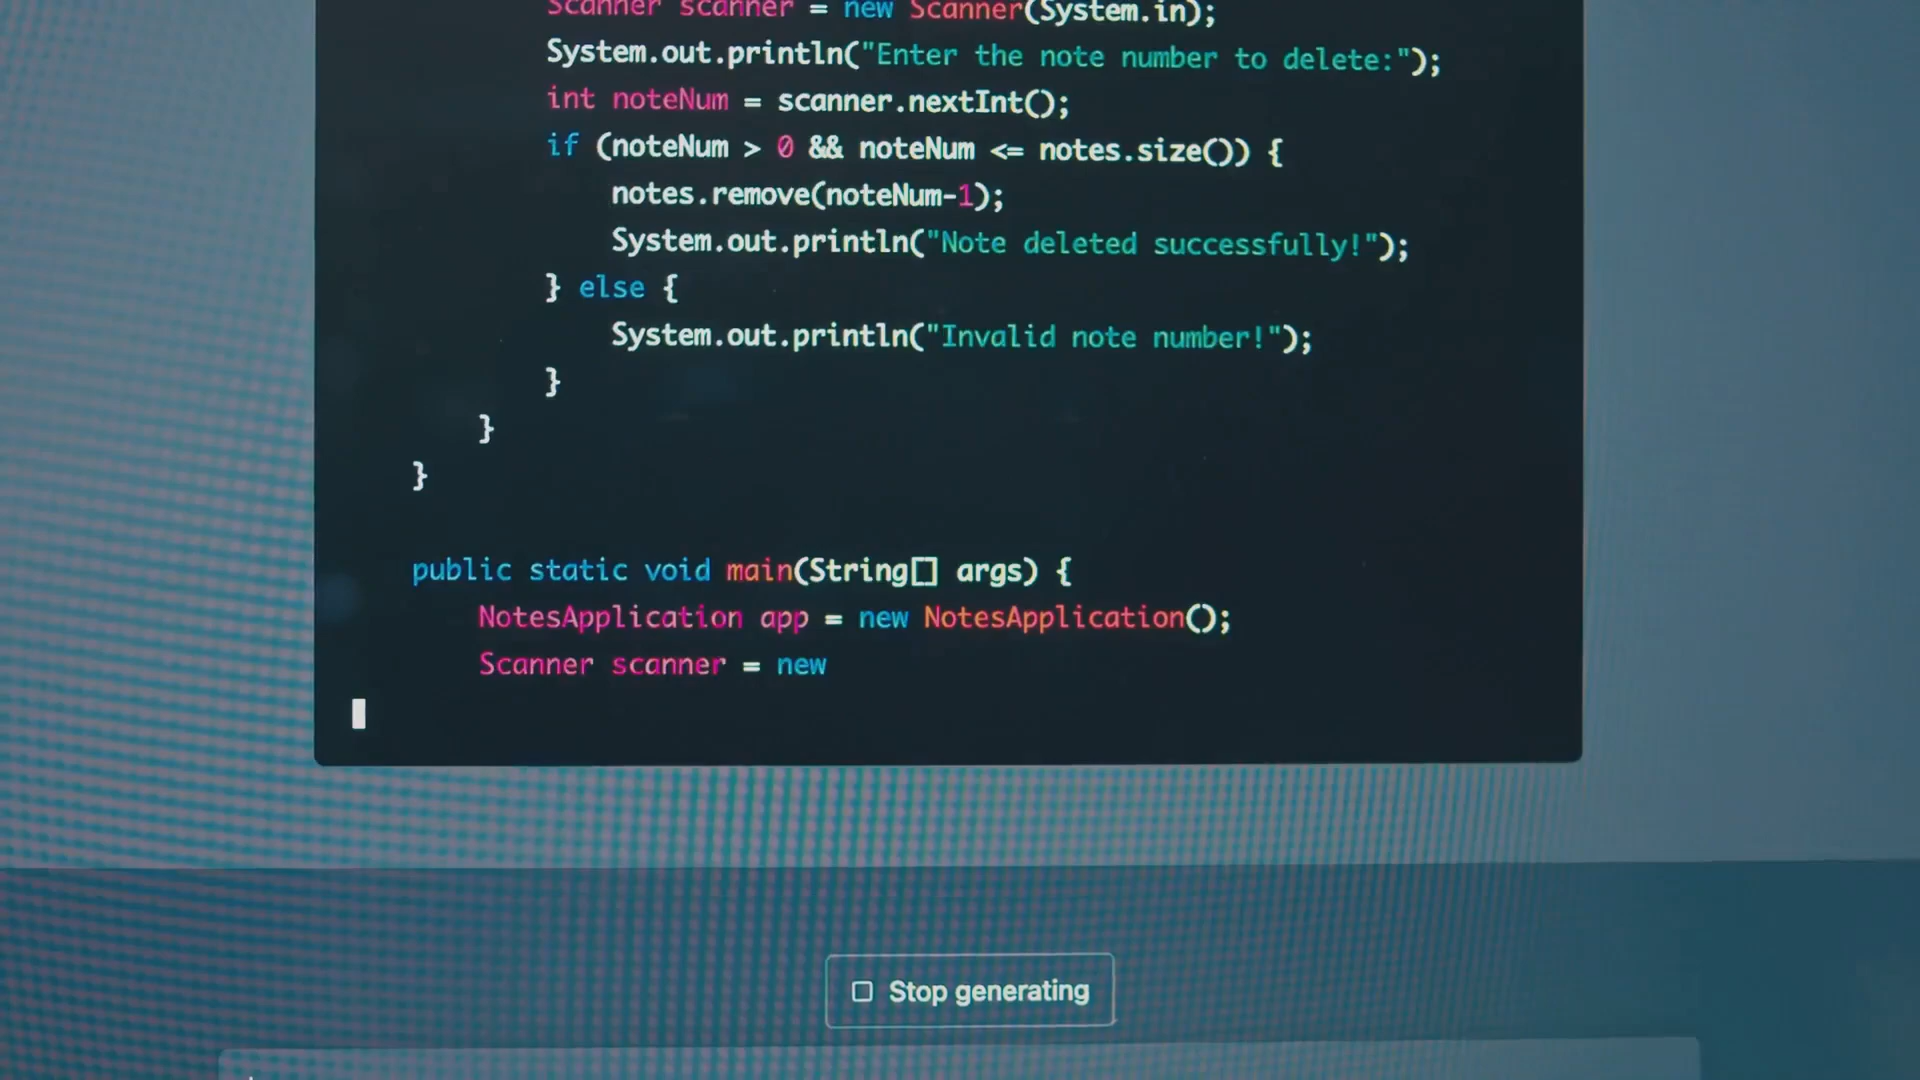 Scanner scanner = new Scanner(System.in);
System.out.println("Enter the note number to delete:");
int noteNum = scanner.nextInt();
if (noteNum > 0 && noteNum <= notes.size()) {
notes.remove(noteNum-1);
System.out.println("Note deleted successfully!");
} else {
System.out.println("Invalid note number!");
}
}
}
public static void main(String[] args) {
NotesApplication app = new NotesApplication();
Scanner scanner = new
Stop generating